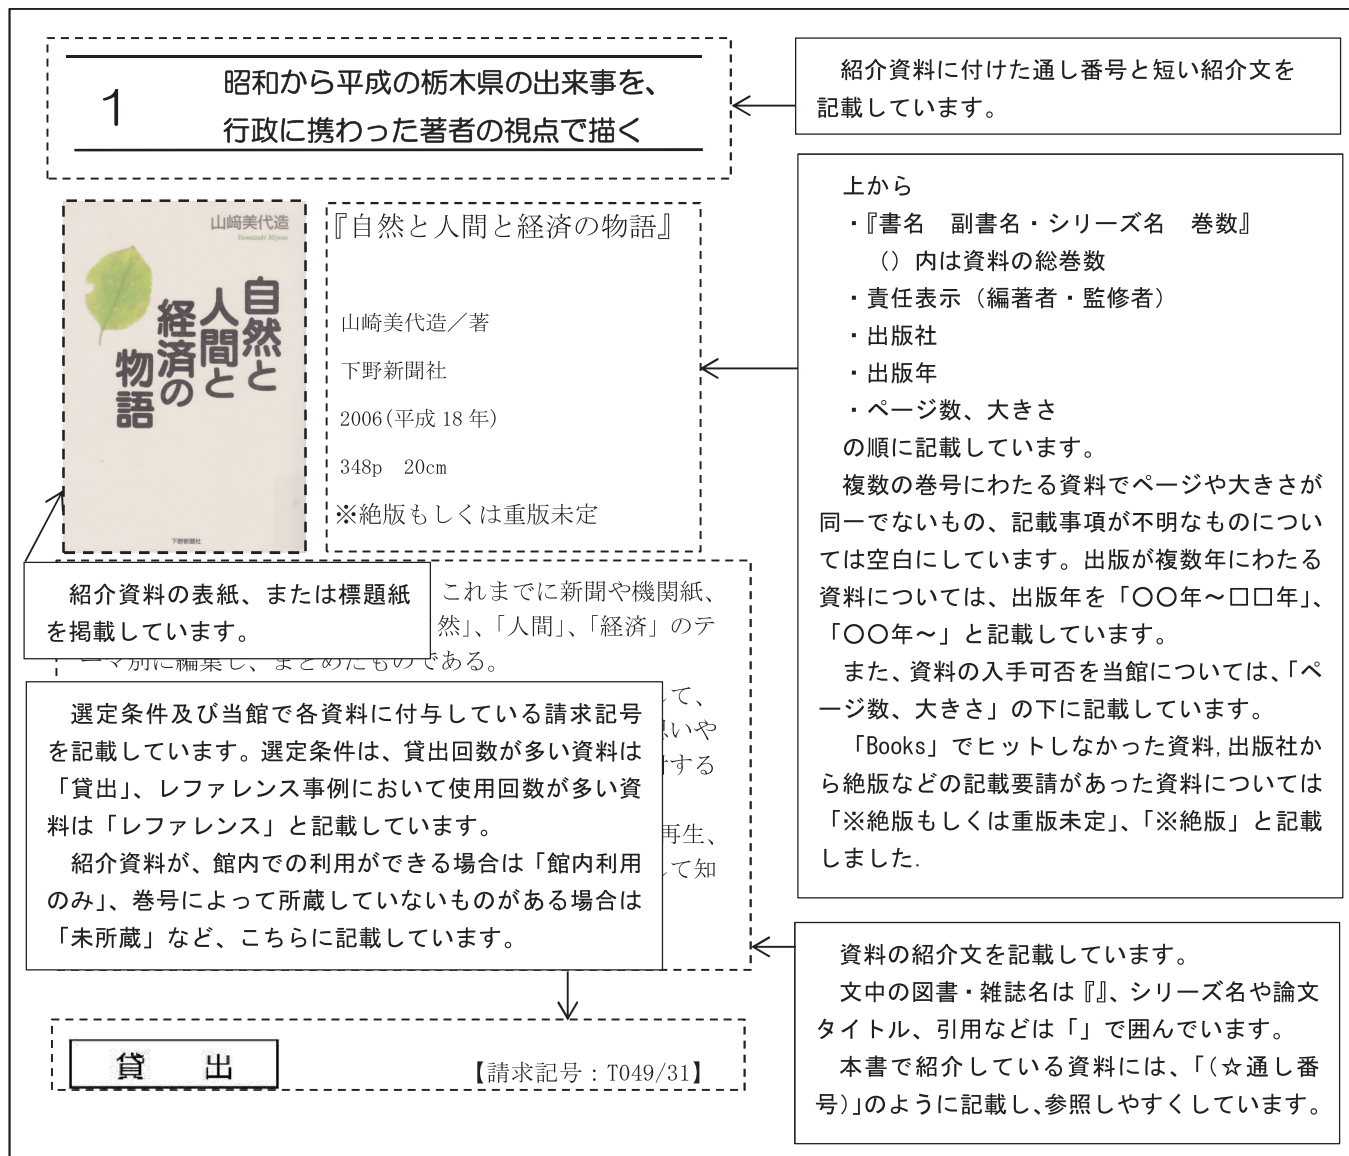 1
昭和から平成の栃木県の出来事を、
行政に携わった著者の視点で描く
紹介資料に付けた通し番号と短い紹介文を
記載しています。
山﨑美代造
Yamazaki Miyozo
自然と
人間と
経済の
物語
下野新聞社
『自然と人間と経済の物語』
山崎美代造／著
下野新聞社
2006(平成 18 年)
348p　20cm
※絶版もしくは重版未定
上から
・『書名　副書名・シリーズ名　巻数』
（）内は資料の総巻数
・責任表示（編著者・監修者）
・出版社
・出版年
・ページ数、大きさ
の順に記載しています。
複数の巻号にわたる資料でページや大きさが
同一でないもの、記載事項が不明なものについ
ては空白にしています。出版が複数年にわたる
資料については、出版年を「〇〇年～□□年」、
「〇〇年～」と記載しています。
また、資料の入手可否を当館については、「ペ
ージ数、大きさ」の下に記載しています。
「Books」でヒットしなかった資料,出版社か
ら絶版などの記載要請があった資料については
「※絶版もしくは重版未定」、「※絶版」と記載
しました.
紹介資料の表紙、または標題紙
を掲載しています。
これまでに新聞や機関紙、
然」、「人間」、「経済」のテ
ーマ別に編集し、まとめたものである。
て、
いや
する
再生、
て知
選定条件及び当館で各資料に付与している請求記号
を記載しています。選定条件は、貸出回数が多い資料は
「貸出」、レファレンス事例において使用回数が多い資
料は「レファレンス」と記載しています。
紹介資料が、館内での利用ができる場合は「館内利用
のみ」、巻号によって所蔵していないものがある場合は
「未所蔵」など、こちらに記載しています。
資料の紹介文を記載しています。
文中の図書・雑誌名は『』、シリーズ名や論文
タイトル、引用などは「」で囲んでいます。
本書で紹介している資料には、「(☆通し番
号)」のように記載し、参照しやすくしています。
貸　出
【請求記号：T049/31】